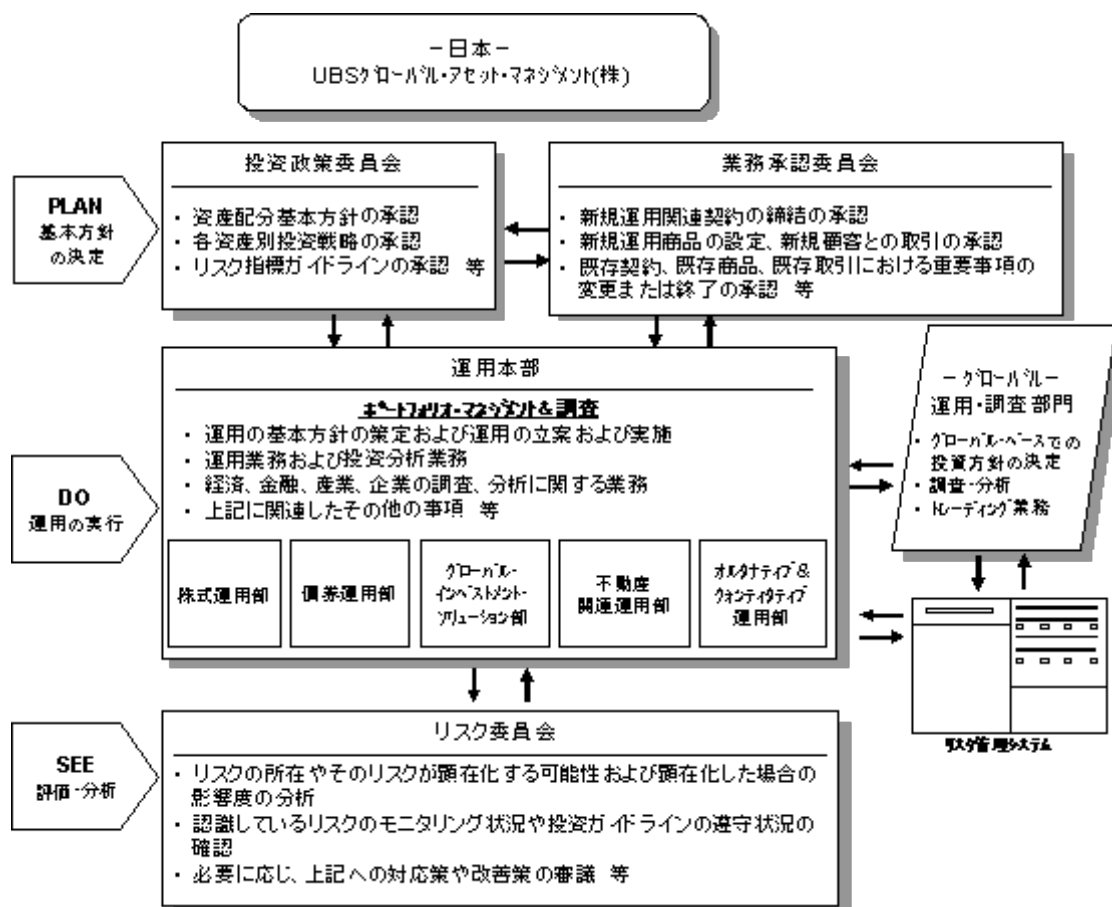 －日本－
UBSｸﾞﾛｰﾊﾞﾙ･ｱｾｯﾄ･ﾏﾈｼﾞﾒﾝﾄ(株)
PLAN
基本方針
の決定
投資政策委員会
・ 資産配分基本方針の承認
・ 各資産別投資戦略の承認
・ リスク指標ガイドラインの承認 等
業務承認委員会
・ 新規運用関連契約の締結の承認
・ 新規運用商品の設定、新規顧客との取引の承認
・ 既存契約、既存商品、既存取引における重要事項の
変更または終了の承認 等
DO
運用の実行
運用本部
ﾎﾟｰﾄﾌｫﾘｵ･ﾏﾈｼﾞﾒﾝﾄ＆調査
・ 運用の基本方針の策定および運用の立案および実施
・ 運用業務および投資分析業務
・ 経済、金融、産業、企業の調査、分析に関する業務
・ 上記に関連したその他の事項 等
株式運用部
債券運用部
ｸﾞﾛｰﾊﾞﾙ･
ｲﾝﾍﾞｽﾄﾒﾝﾄ･
ｿﾘｭｰｼｮﾝ部
不動産
関連運用部
ｵﾙﾀﾅﾃｨﾌﾞ＆
ｸｫﾝﾃｨﾀﾃｨﾌﾞ
運用部
－ｸﾞﾛｰﾊﾞﾙ－
運用・調査部門
・ ｸﾞﾛｰﾊﾞﾙ･ﾍﾞｰｽでの
投資方針の決定
・ 調査・分析
・ ﾄﾚｰﾃﾞｨﾝｸﾞ業務
ﾘｽｸ管理ｼｽﾃﾑ
SEE
評価・分析
リスク委員会
・ リスクの所在やそのリスクが顕在化する可能性および顕在化した場合の
影響度の分析
・ 認識しているリスクのモニタリング状況や投資ガイドラインの遵守状況の
確認
・ 必要に応じ、上記への対応策や改善策の審議 等